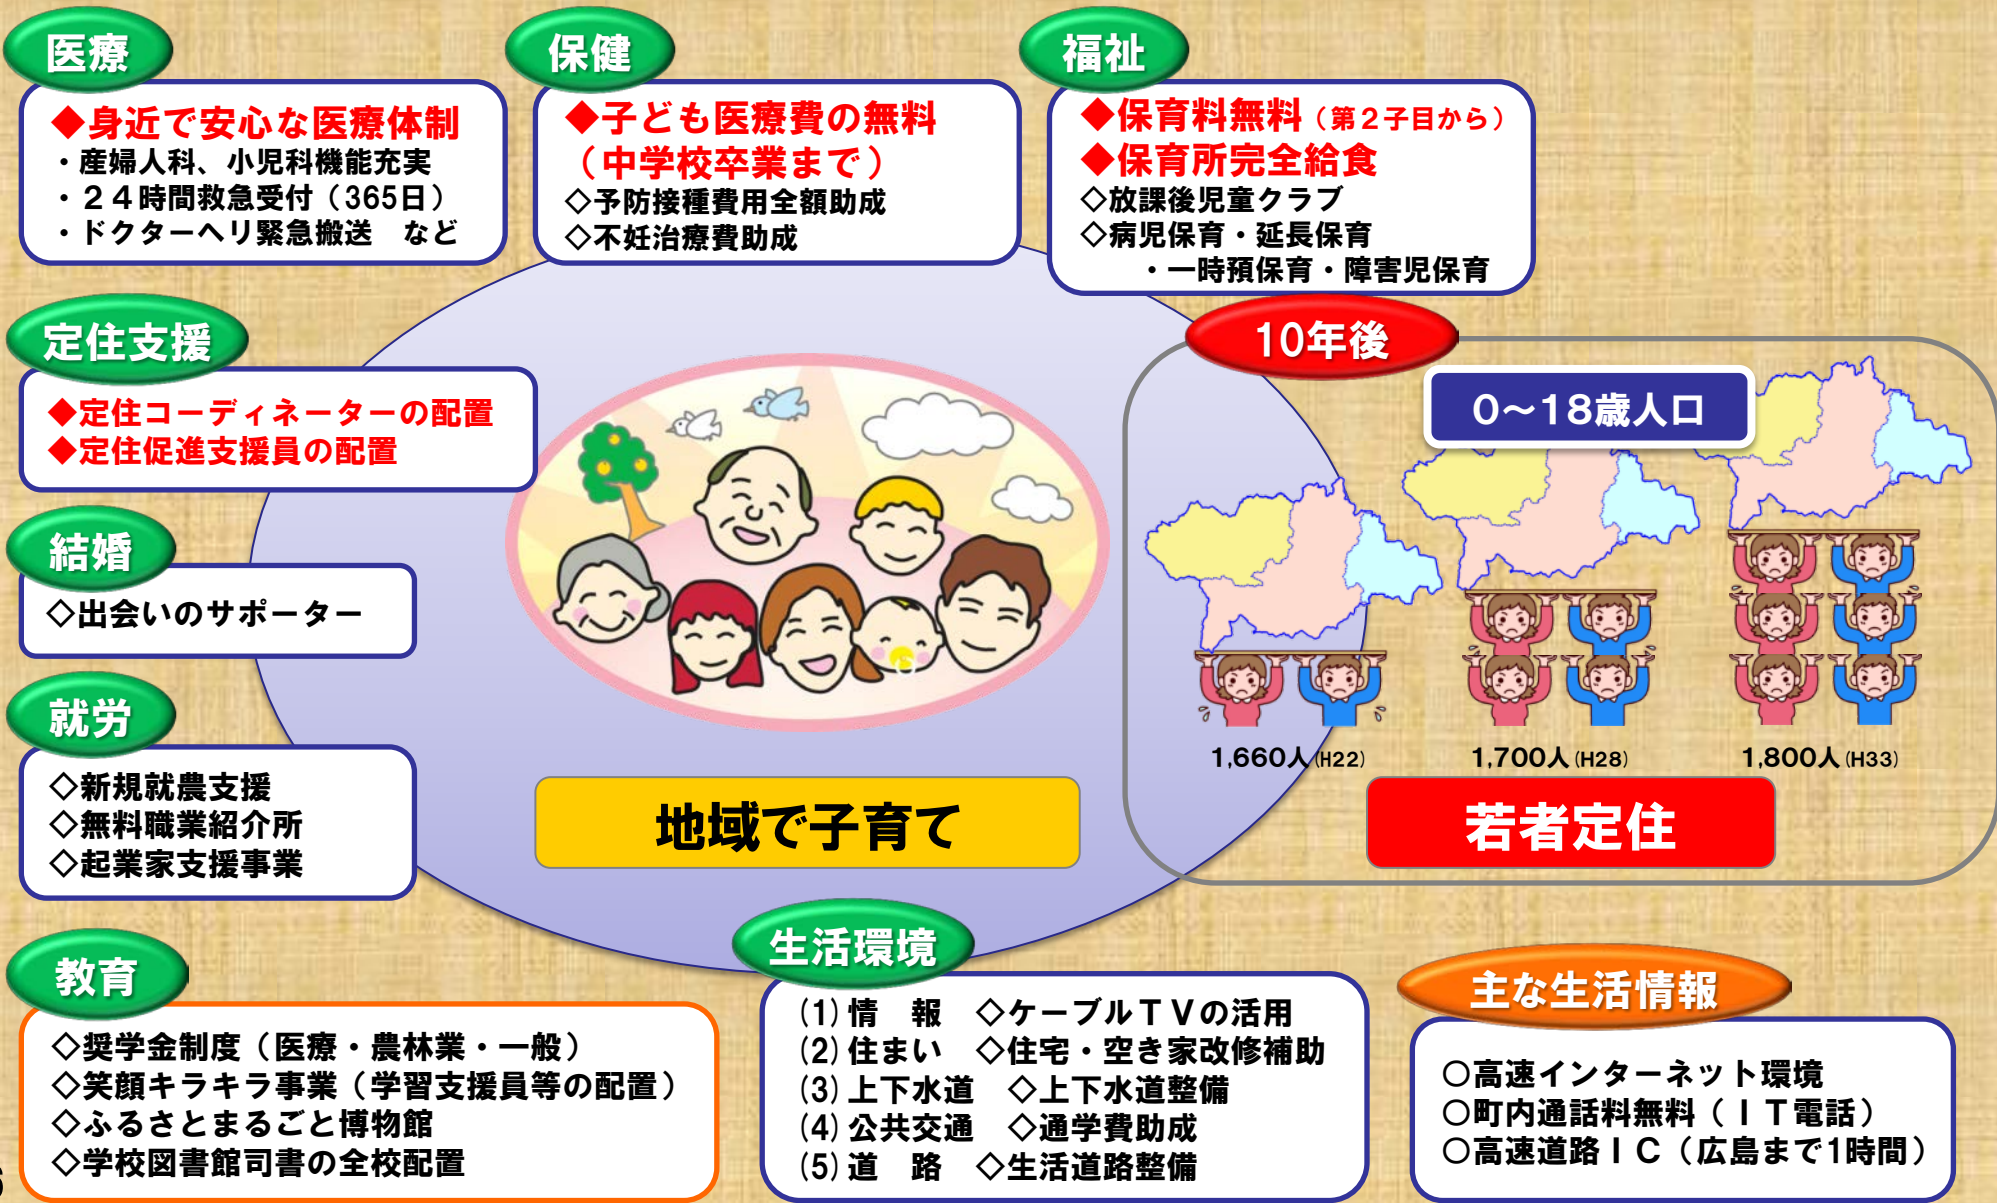 医療
◆身近で安心な医療体制
・産婦人科、小児科機能充実
・２４時間救急受付（365日）
・ドクターヘリ緊急搬送　など
保健
◆子ども医療費の無料
（中学校卒業まで）
◇予防接種費用全額助成
◇不妊治療費助成
福祉
◆保育料無料（第２子目から）
◆保育所完全給食
◇放課後児童クラブ
◇病児保育・延長保育
・一時預保育・障害児保育
定住支援
◆定住コーディネーターの配置
◆定住促進支援員の配置
結婚
◇出会いのサポーター
就労
◇新規就農支援
◇無料職業紹介所
◇起業家支援事業
地域で子育て
10年後
0～18歳人口
1,660人(H22)
1,700人(H28)
1,800人(H33)
若者定住
教育
◇奨学金制度（医療・農林業・一般）
◇笑顔キラキラ事業（学習支援員等の配置）
◇ふるさとまるごと博物館
◇学校図書館司書の全校配置
生活環境
(1)情　報　◇ケーブルＴＶの活用
(2)住まい　◇住宅・空き家改修補助
(3)上下水道　◇上下水道整備
(4)公共交通　◇通学費助成
(5)道　路　◇生活道路整備
主な生活情報
○高速インターネット環境
○町内通話料無料（ＩＴ電話）
○高速道路ＩＣ（広島まで1時間）